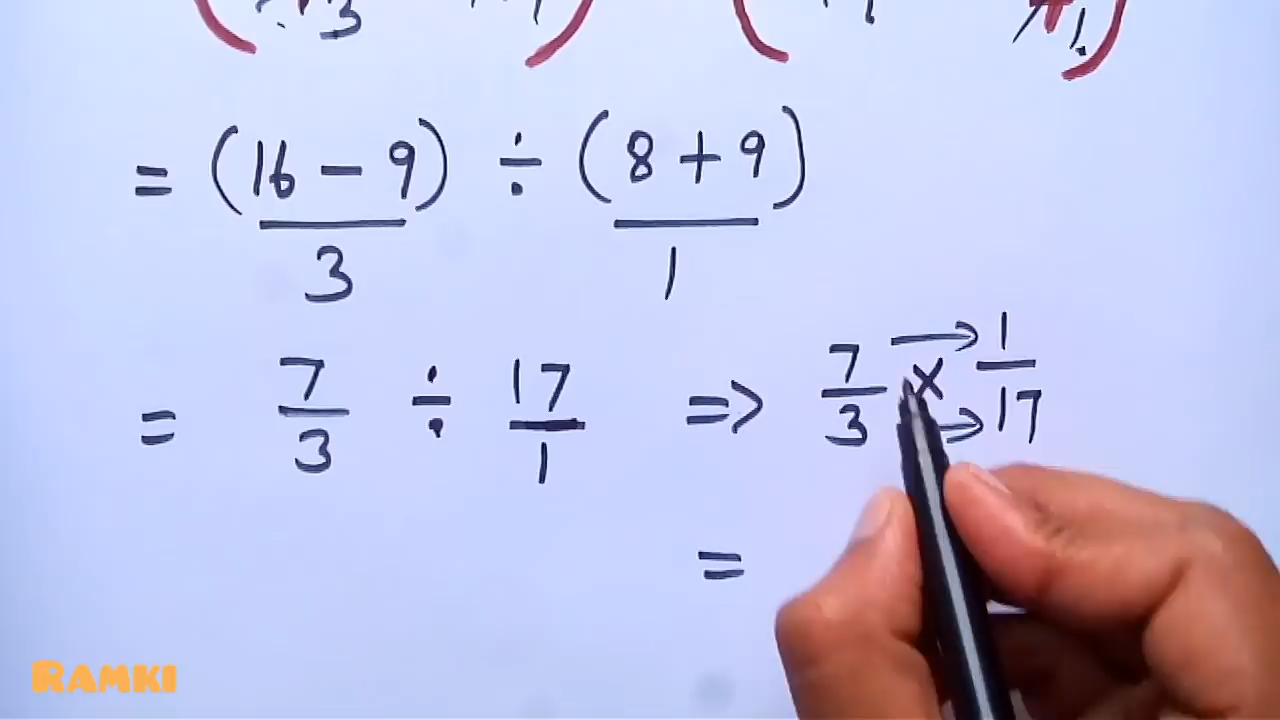 = (16 - 9)/3 ÷ (8 + 9)/1
= 7/3 ÷ 17/1 => 7/3 x 1/17
=
RAMKI